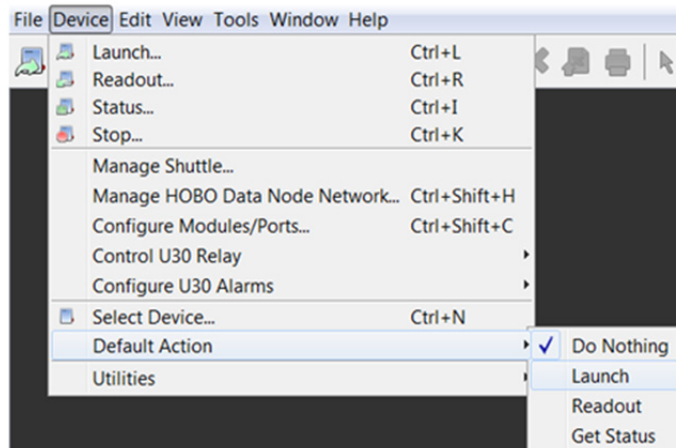 File Device Edit View Tools Window Help
Launch... Ctrl+L
Readout... Ctrl+R
Status... Ctrl+I
Stop... Ctrl+K
Manage Shuttle...
Manage HOBO Data Node Network... Ctrl+Shift+H
Configure Modules/Ports... Ctrl+Shift+C
Control U30 Relay
Configure U30 Alarms
Select Device... Ctrl+N
Default Action
Utilities
Do Nothing
Launch
Readout
Get Status